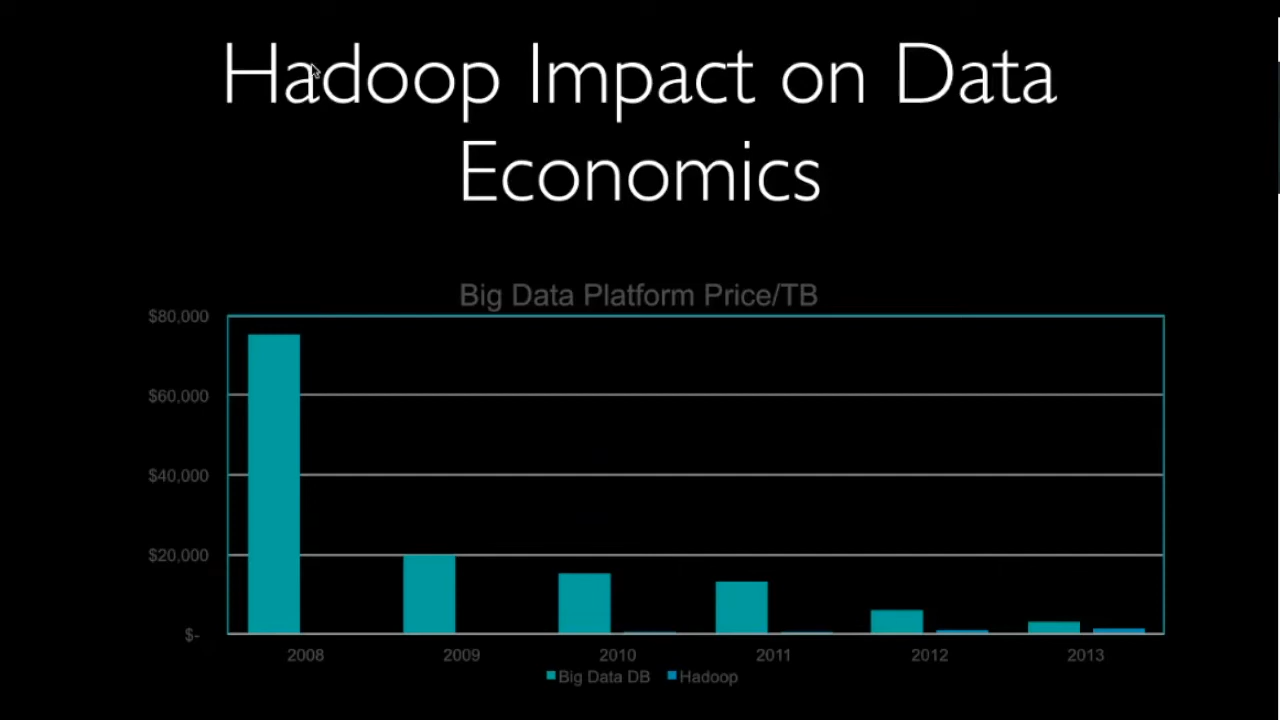 Hadoop Impact on Data
Economics
Big Data Platform Price/TB
$80,000
$60,000
$40,000
$20,000
$-
2008 2009 2010 2011 2012 2013
Big Data DB Hadoop